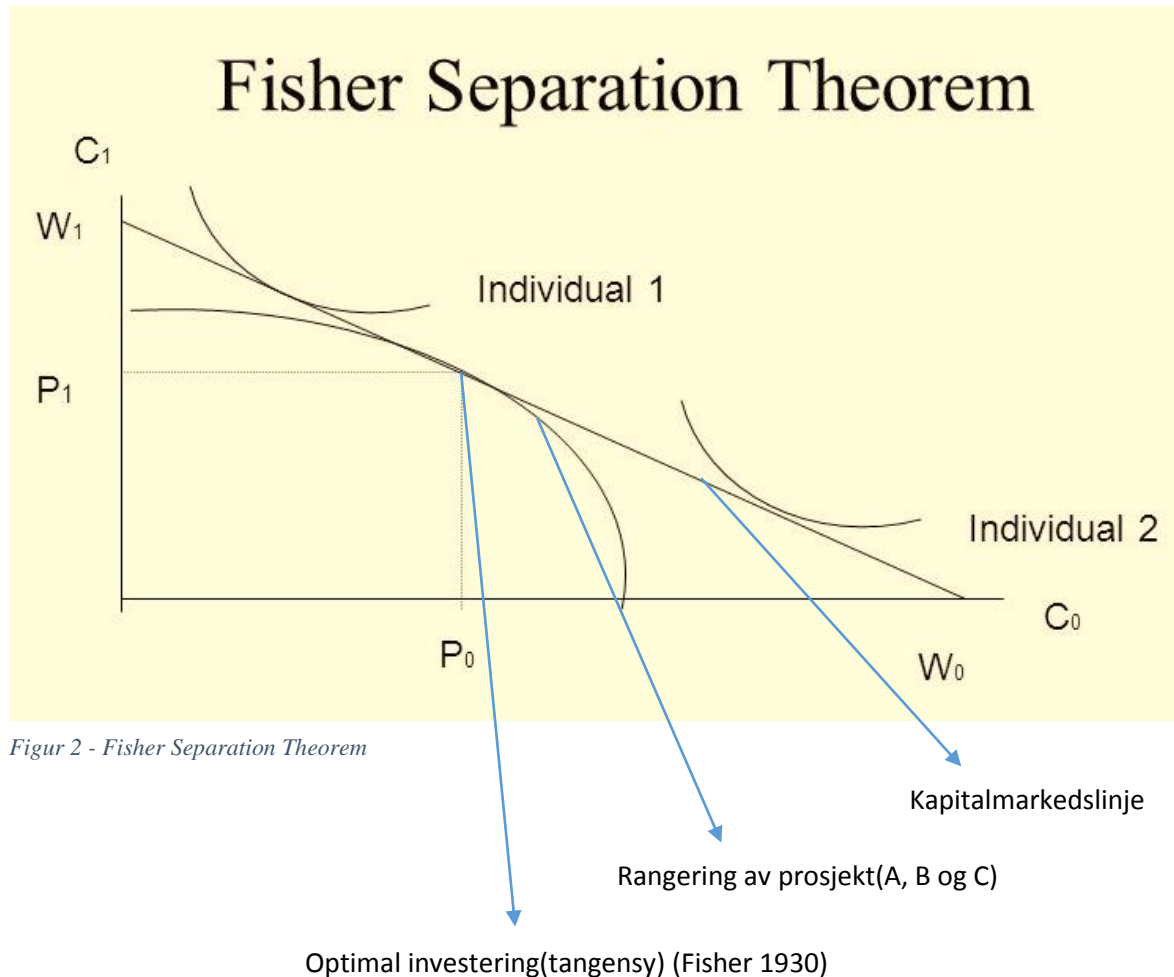 Fisher Separation Theorem
C₁
W₁
Individual 1
P₁
Individual 2
C₀
P₀
W₀
Figur 2 - Fisher Separation Theorem
Kapitalmarkedslinje
Rangering av prosjekt(A, B og C)
Optimal investering(tangensy) (Fisher 1930)